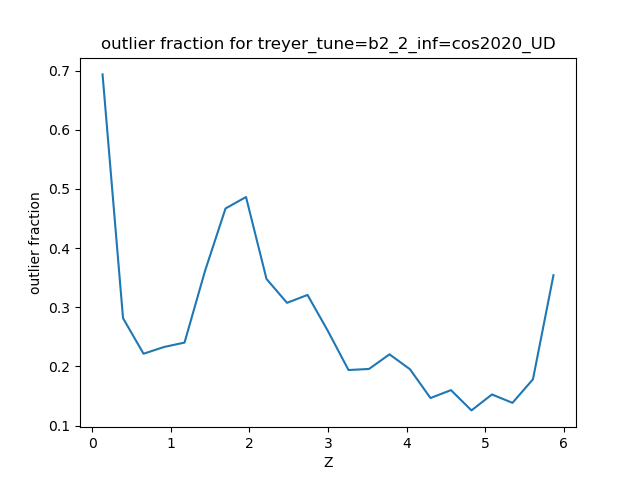 outlier fraction for treyer_tune=b2_2_inf=cos2020_UD
0.7
0.6
0.5
0.4
0.3
0.2
0.1
outlier fraction
0 1 2 3 4 5 6
Z